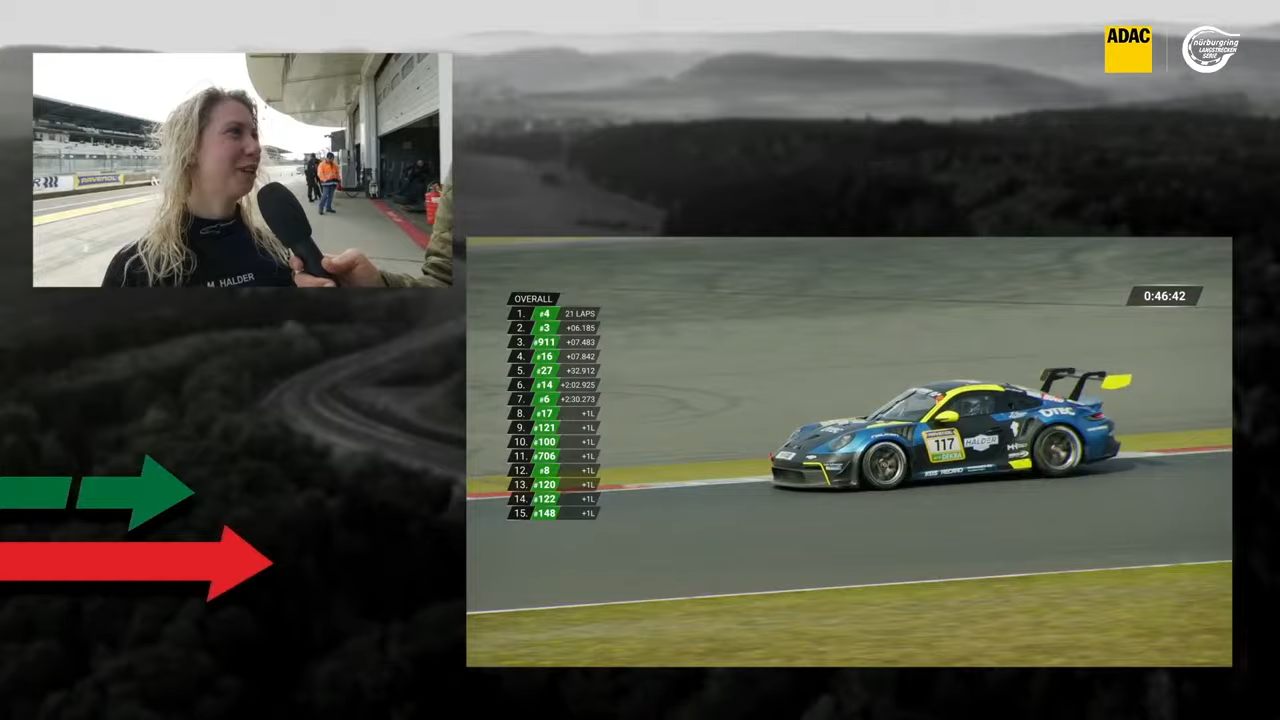 ADAC
nürburgring
LANGSTRECKEN
SERIE
RAVENOL
M. HALDER
0:46:42
OVERALL
1. #4 21 LAPS
2. #3 +06.185
3. #911 +07.483
4. #16 +07.842
5. #27 +32.912
6. #14 +2:02.925
7. #6 +2:30.273
8. #17 +1L
9. #121 +1L
10. #100 +1L
11. #706 +1L
12. #8 +1L
13. #120 +1L
14. #122 +1L
15. #148 +1L
DTEC
117
HALDER
DEKRA
RECARO